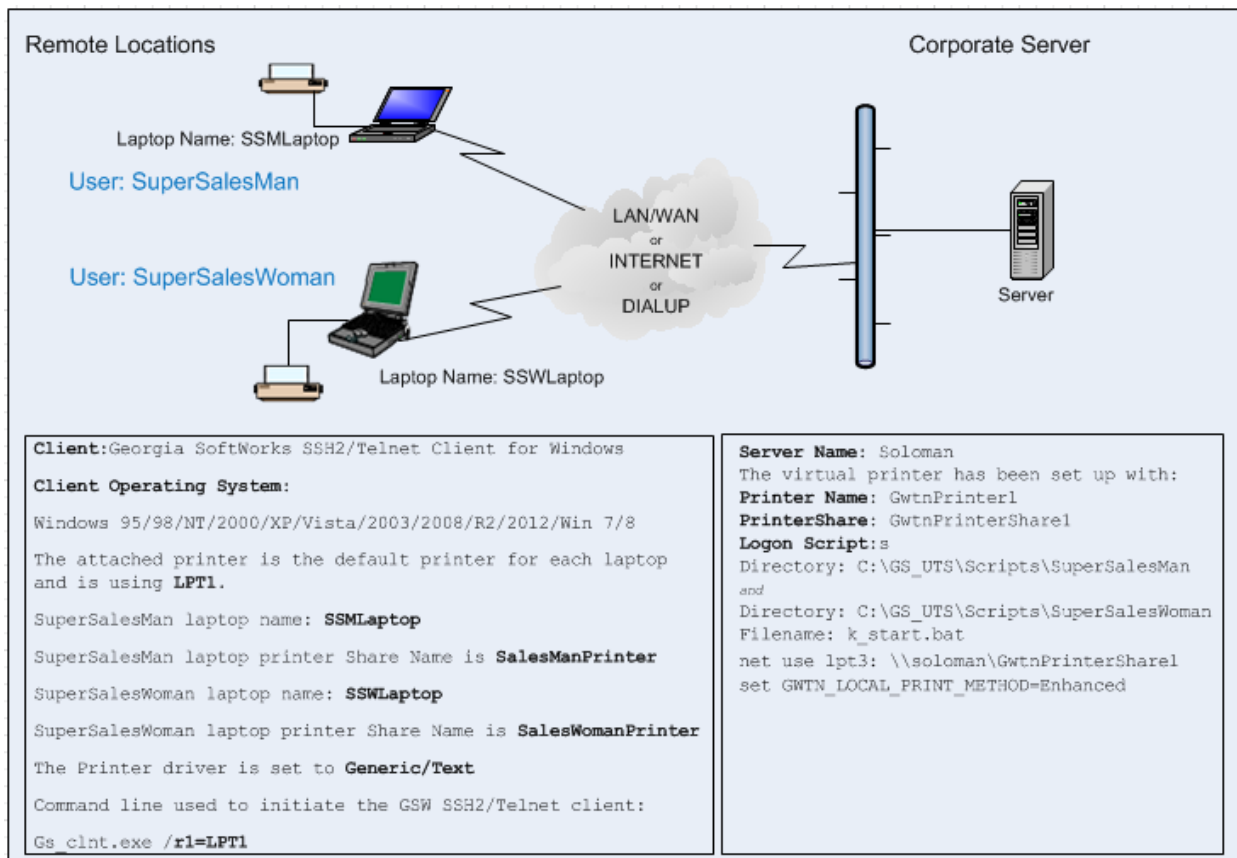 Remote Locations
Corporate Server
Laptop Name: SSMLaptop
User: SuperSalesMan
LAN/WAN
or
INTERNET
or
DIALUP
User: SuperSalesWoman
Server
Laptop Name: SSWLaptop
Client:Georgia SoftWorks SSH2/Telnet Client for Windows
Client Operating System:
Windows 95/98/NT/2000/XP/Vista/2003/2008/R2/2012/Win 7/8
The attached printer is the default printer for each laptop
and is using LPT1.
SuperSalesMan laptop name: SSMLaptop
SuperSalesMan laptop printer Share Name is SalesManPrinter
SuperSalesWoman laptop name: SSWLaptop
SuperSalesWoman laptop printer Share Name is SalesWomanPrinter
The Printer driver is set to Generic/Text
Command line used to initiate the GSW SSH2/Telnet client:
Gs_clnt.exe /r1=LPT1
Server Name: Soloman
The virtual printer has been set up with:
Printer Name: GwtnPrinter1
PrinterShare: GwtnPrinterShare1
Logon Script:s
Directory: C:\GS_UTS\Scripts\SuperSalesMan
and
Directory: C:\GS_UTS\Scripts\SuperSalesWoman
Filename: k_start.bat
net use lpt3: \\soloman\GwtnPrinterShare1
set GWTN_LOCAL_PRINT_METHOD=Enhanced